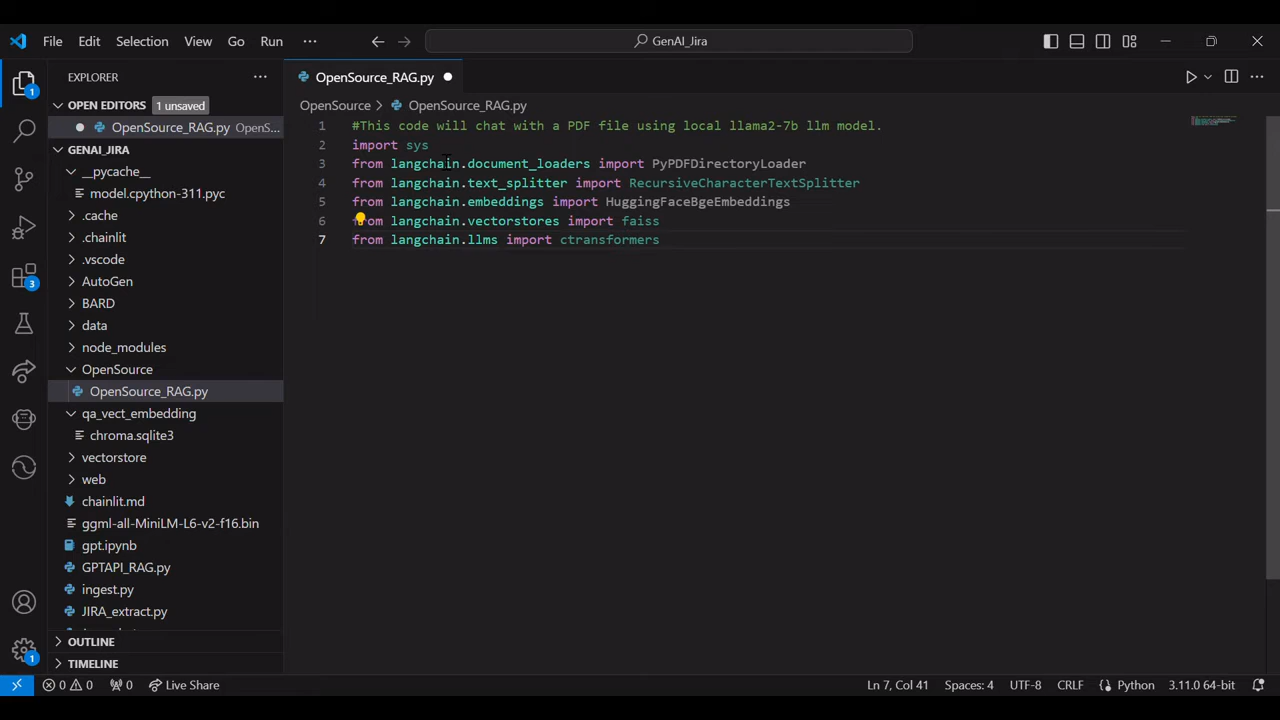 File Edit Selection View Go Run ··· GenAI_Jira
EXPLORER ···
OpenSource_RAG.py
OPEN EDITORS 1 unsaved
OpenSource_RAG.py OpenS...
GENAI_JIRA
__pycache__
model.cpython-311.pyc
.cache
.chainlit
.vscode
AutoGen
BARD
data
node_modules
OpenSource
OpenSource_RAG.py
qa_vect_embedding
chroma.sqlite3
vectorstore
web
chainlit.md
ggml-all-MiniLM-L6-v2-f16.bin
gpt.ipynb
GPTAPI_RAG.py
ingest.py
JIRA_extract.py
OUTLINE
TIMELINE
1
3
1
OpenSource > OpenSource_RAG.py
1 #This code will chat with a PDF file using local llama2-7b llm model.
2 import sys
3 from langchain.document_loaders import PyPDFDirectoryLoader
4 from langchain.text_splitter import RecursiveCharacterTextSplitter
5 from langchain.embeddings import HuggingFaceBgeEmbeddings
6 from langchain.vectorstores import faiss
7 from langchain.llms import ctransformers
0 0 0 Live Share Ln 7, Col 41 Spaces: 4 UTF-8 CRLF Python 3.11.0 64-bit